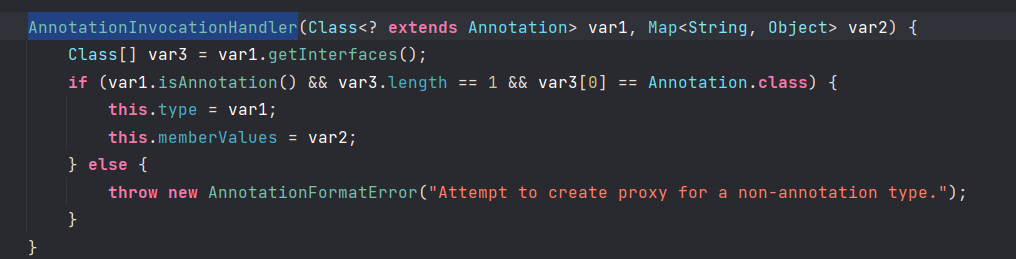 AnnotationInvocationHandler(Class<? extends Annotation> var1, Map<String, Object> var2) {
    Class[] var3 = var1.getInterfaces();
    if (var1.isAnnotation() && var3.length == 1 && var3[0] == Annotation.class) {
        this.type = var1;
        this.memberValues = var2;
    } else {
        throw new AnnotationFormatError("Attempt to create proxy for a non-annotation type.");
    }
}